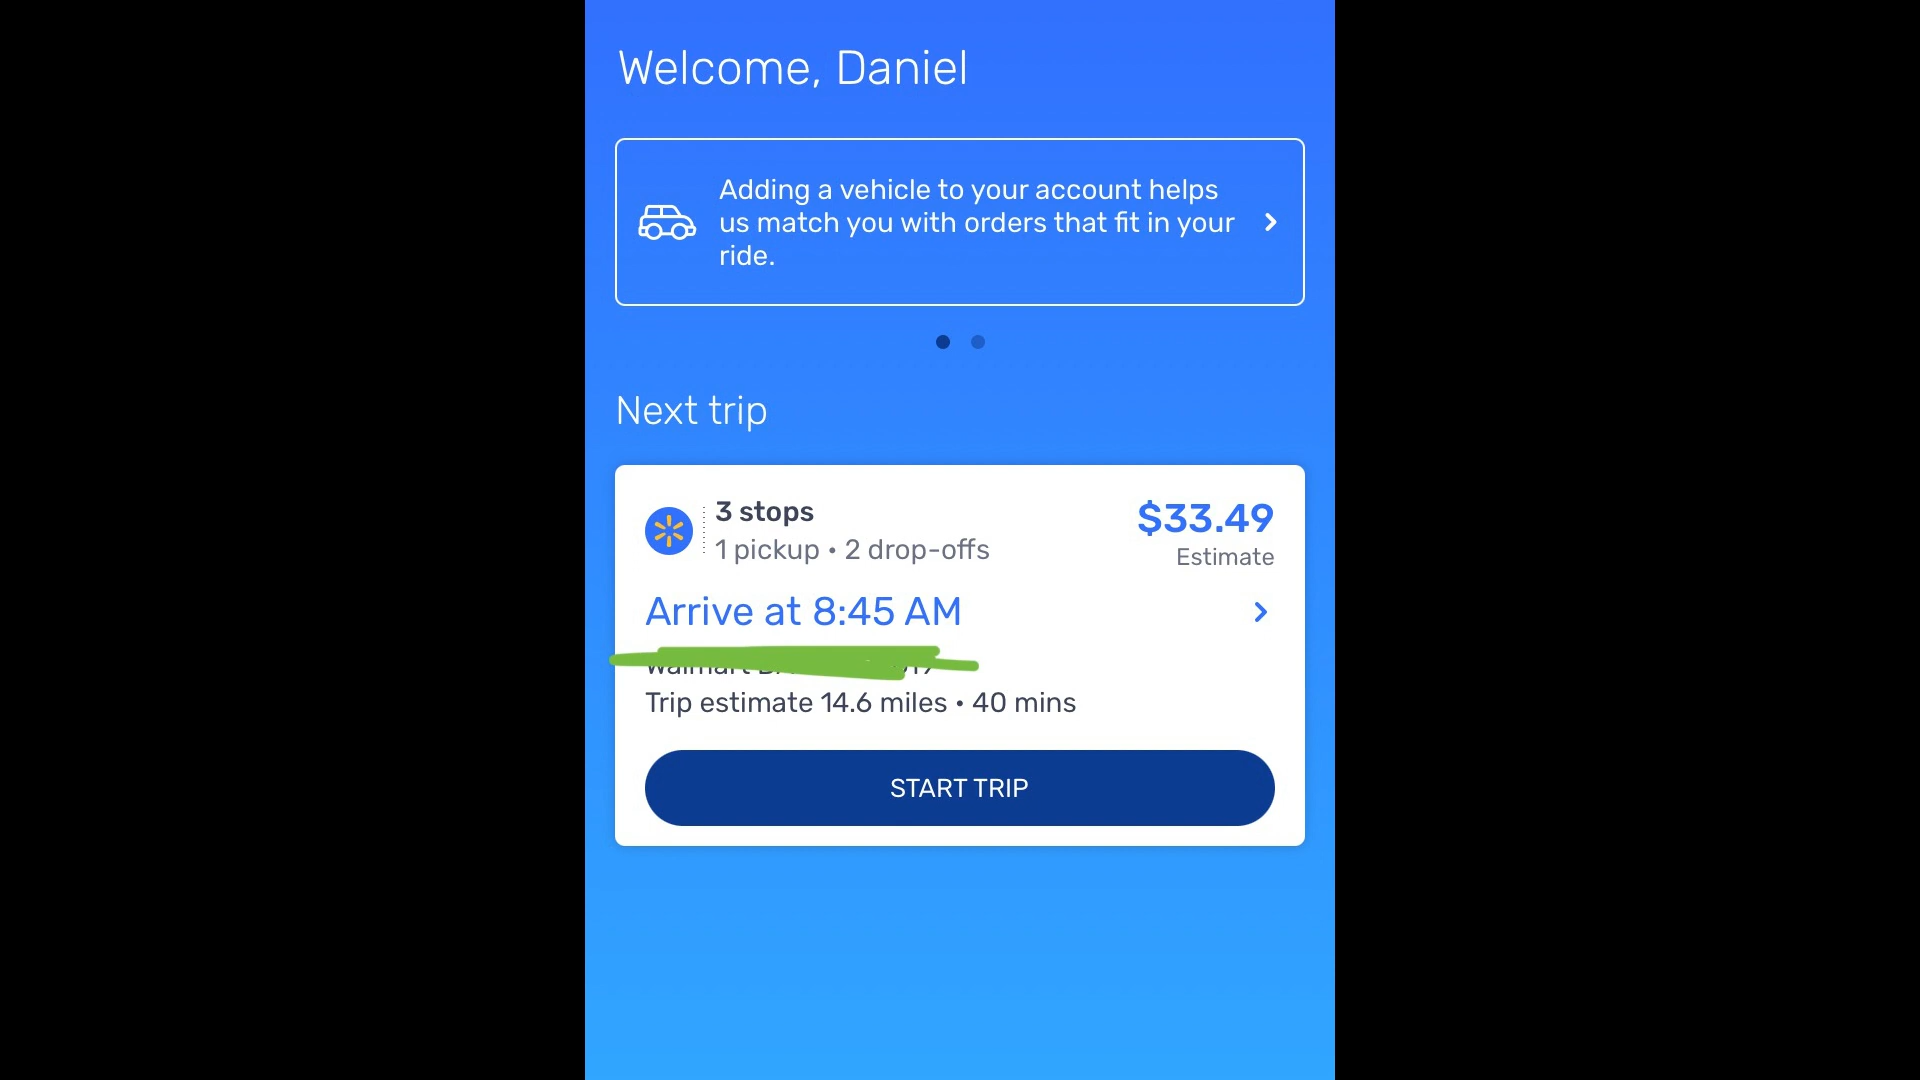 Welcome, Daniel
Adding a vehicle to your account helps
us match you with orders that fit in your
ride.
Next trip
3 stops
$33.49
1 pickup • 2 drop-offs
Estimate
Arrive at 8:45 AM
Walmart
Trip estimate 14.6 miles • 40 mins
START TRIP